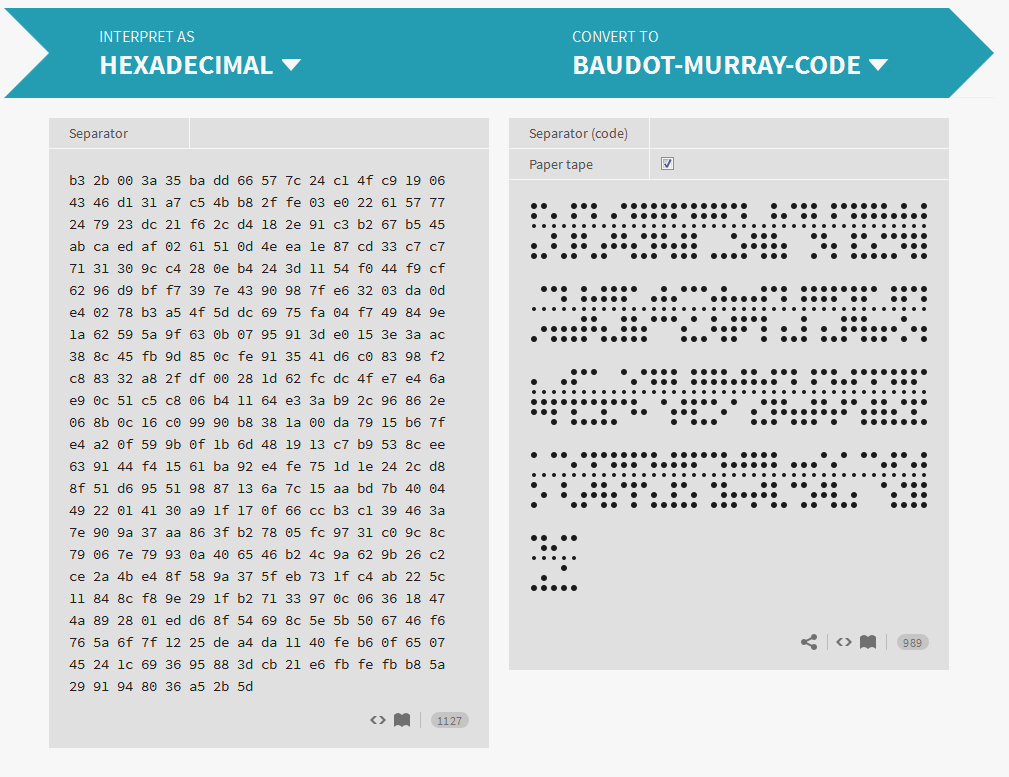 INTERPRET AS
HEXADECIMAL
CONVERT TO
BAUDOT-MURRAY-CODE
Separator
b3 2b 00 3a 35 ba dd 66 57 7c 24 c1 4f c9 19 06
43 46 d1 31 a7 c5 4b b8 2f fe 03 e0 22 61 57 77
24 79 23 dc 21 f6 2c d4 18 2e 91 c3 b2 67 b5 45
ab ca ed af 02 61 51 0d 4e ea 1e 87 cd 33 c7 c7
71 31 30 9c c4 28 0e b4 24 3d 11 54 f0 44 f9 cf
62 96 d9 bf f7 39 7e 43 90 98 7f e6 32 03 da 0d
e4 02 78 b3 a5 4f 5d dc 69 75 fa 04 f7 49 84 9e
1a 62 59 5a 9f 63 0b 07 95 91 3d e0 15 3e 3a ac
38 8c 45 fb 9d 85 0c fe 91 35 41 d6 c0 83 98 f2
c8 83 32 a8 2f df 00 28 1d 62 fc dc 4f e7 e4 6a
e9 0c 51 c5 c8 06 b4 11 64 e3 3a b9 2c 96 86 2e
06 8b 0c 16 c0 99 90 b8 38 1a 00 da 79 15 b6 7f
e4 a2 0f 59 9b 0f 1b 6d 48 19 13 c7 b9 53 8c ee
63 91 44 f4 15 61 ba 92 e4 fe 75 1d 1e 24 2c d8
8f 51 d6 95 51 98 87 13 6a 7c 15 aa bd 7b 40 04
49 22 01 41 30 a9 1f 17 0f 66 cc b3 c1 39 46 3a
7e 90 9a 37 aa 86 3f b2 78 05 fc 97 31 c0 9c 8c
79 06 7e 79 93 0a 40 65 46 b2 4c 9a 62 9b 26 c2
ce 2a 4b e4 8f 58 9a 37 5f eb 73 1f c4 ab 22 5c
11 84 8c f8 9e 29 1f b2 71 33 97 0c 06 36 18 47
4a 89 28 01 ed d6 8f 54 69 8c 5e 5b 50 67 46 f6
76 5a 6f 7f 12 25 de a4 da 11 40 fe b6 0f 65 07
45 24 1c 69 36 95 88 3d cb 21 e6 fb fe fb b8 5a
29 91 94 80 36 a5 2b 5d
1127
Separator (code)
Paper tape
989